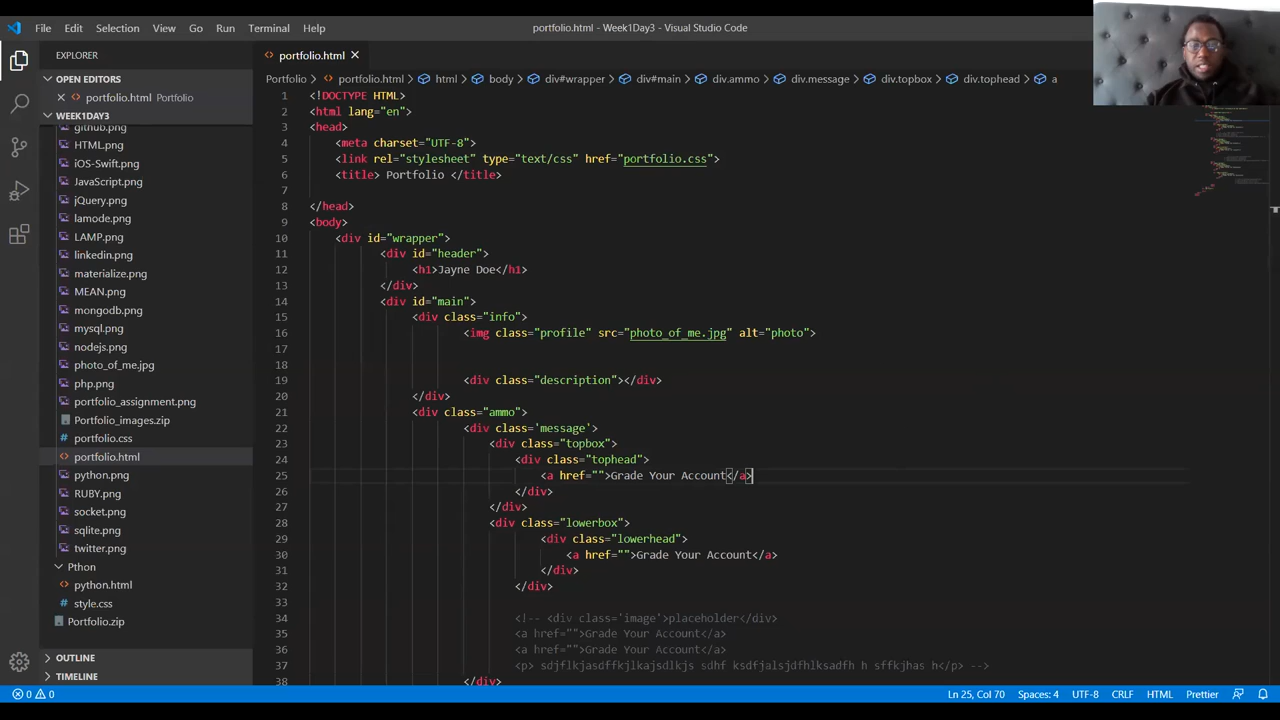 File Edit Selection View Go Run Terminal Help
portfolio.html - Week1Day3 - Visual Studio Code
EXPLORER
OPEN EDITORS
portfolio.html Portfolio
WEEK1DAY3
github.png
HTML.png
iOS-Swift.png
JavaScript.png
jQuery.png
lamode.png
LAMP.png
linkedin.png
materialize.png
MEAN.png
mongodb.png
mysql.png
nodejs.png
photo_of_me.jpg
php.png
portfolio_assignment.png
Portfolio_images.zip
portfolio.css
portfolio.html
python.png
RUBY.png
socket.png
sqlite.png
twitter.png
Pthon
python.html
style.css
Portfolio.zip
OUTLINE
TIMELINE
portfolio.html
Portfolio > portfolio.html > html > body > div#wrapper > div#main > div.ammo > div.message > div.topbox > div.tophead > a
1 <!DOCTYPE HTML>
2 <html lang="en">
3 <head>
4 <meta charset="UTF-8">
5 <link rel="stylesheet" type="text/css" href="portfolio.css">
6 <title> Portfolio </title>
7
8 </head>
9 <body>
10 <div id="wrapper">
11 <div id="header">
12 <h1>Jayne Doe</h1>
13 </div>
14 <div id="main">
15 <div class="info">
16 <img class="profile" src="photo_of_me.jpg" alt="photo">
17
18
19 <div class="description"></div>
20 </div>
21 <div class="ammo">
22 <div class='message'>
23 <div class="topbox">
24 <div class="tophead">
25 <a href="">Grade Your Account</a>
26 </div>
27 </div>
28 <div class="lowerbox">
29 <div class="lowerhead">
30 <a href="">Grade Your Account</a>
31 </div>
32 </div>
33
34 <!-- <div class='image'>placeholder</div>
35 <a href="">Grade Your Account</a>
36 <a href="">Grade Your Account</a>
37 <p> sdjflkjasdffkjlkajsdlkjs sdhf ksdfjalsjdfhlksadfh h sffkjhas h</p> -->
38 </div>
0 0 Ln 25, Col 70 Spaces: 4 UTF-8 CRLF HTML Prettier